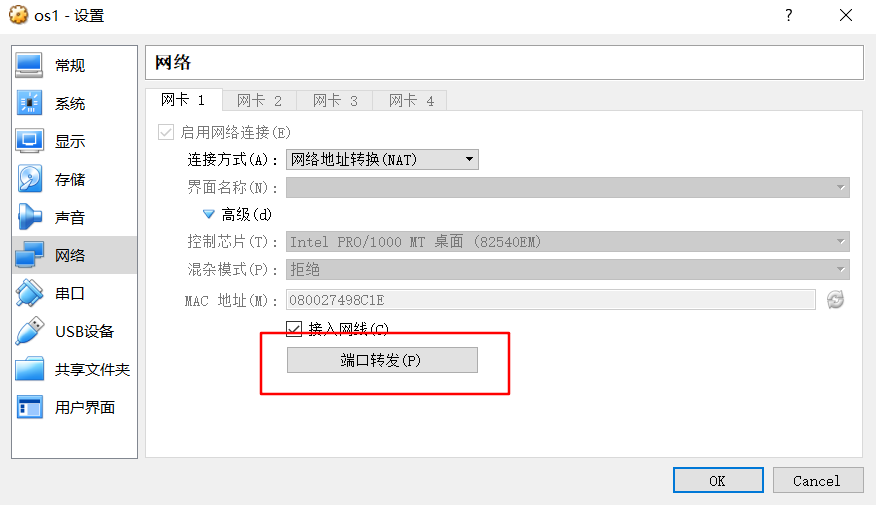 os1 - 设置
?
常规
系统
显示
存储
声音
网络
串口
USB设备
共享文件夹
用户界面
网络
网卡 1
网卡 2
网卡 3
网卡 4
启用网络连接(E)
连接方式(A): 网络地址转换(NAT)
界面名称(N):
高级(d)
控制芯片(T): Intel PRO/1000 MT 桌面 (82540EM)
混杂模式(P): 拒绝
MAC 地址(M): 080027498C1E
接入网线(C)
端口转发(P)
OK
Cancel